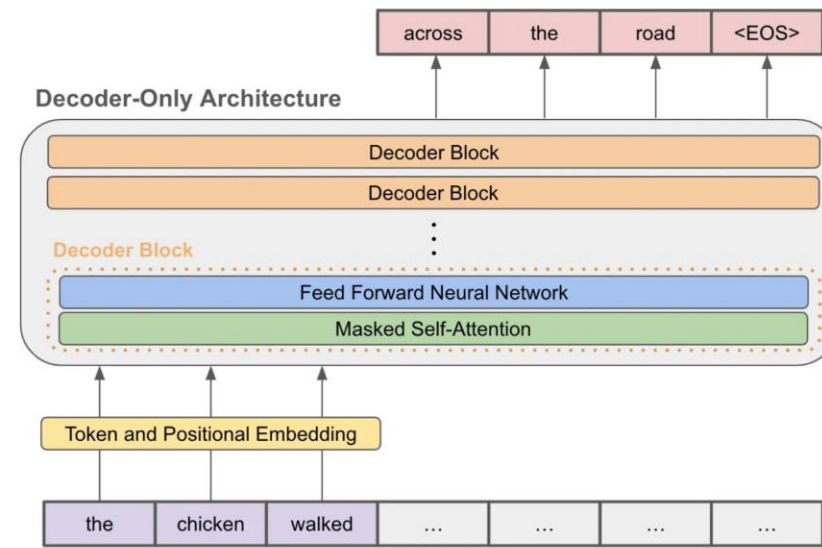 across the road <EOS>
Decoder-Only Architecture
Decoder Block
Decoder Block
⋮
Decoder Block
Feed Forward Neural Network
Masked Self-Attention
Token and Positional Embedding
the chicken walked ... ... ... ...